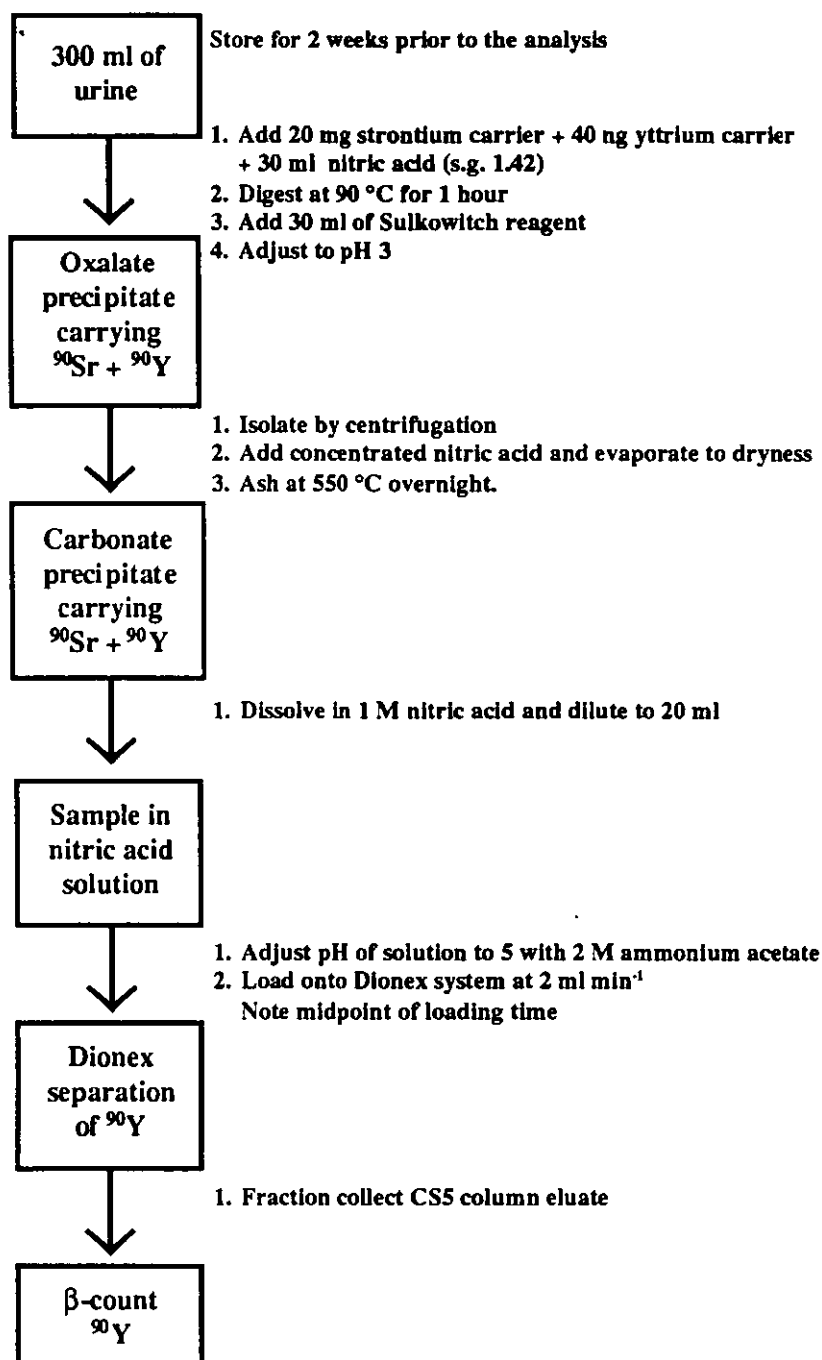 300 ml of
urine
Store for 2 weeks prior to the analysis
1. Add 20 mg strontium carrier + 40 ng yttrium carrier
+ 30 ml nitric acid (s.g. 1.42)
2. Digest at 90 °C for 1 hour
3. Add 30 ml of Sulkowitch reagent
4. Adjust to pH 3
Oxalate
precipitate
carrying
⁹⁰Sr + ⁹⁰Y
1. Isolate by centrifugation
2. Add concentrated nitric acid and evaporate to dryness
3. Ash at 550 °C overnight.
Carbonate
precipitate
carrying
⁹⁰Sr + ⁹⁰Y
1. Dissolve in 1 M nitric acid and dilute to 20 ml
Sample in
nitric acid
solution
1. Adjust pH of solution to 5 with 2 M ammonium acetate
2. Load onto Dionex system at 2 ml min⁻¹
Note midpoint of loading time
Dionex
separation
of ⁹⁰Y
1. Fraction collect CS5 column eluate
β-count
⁹⁰Y